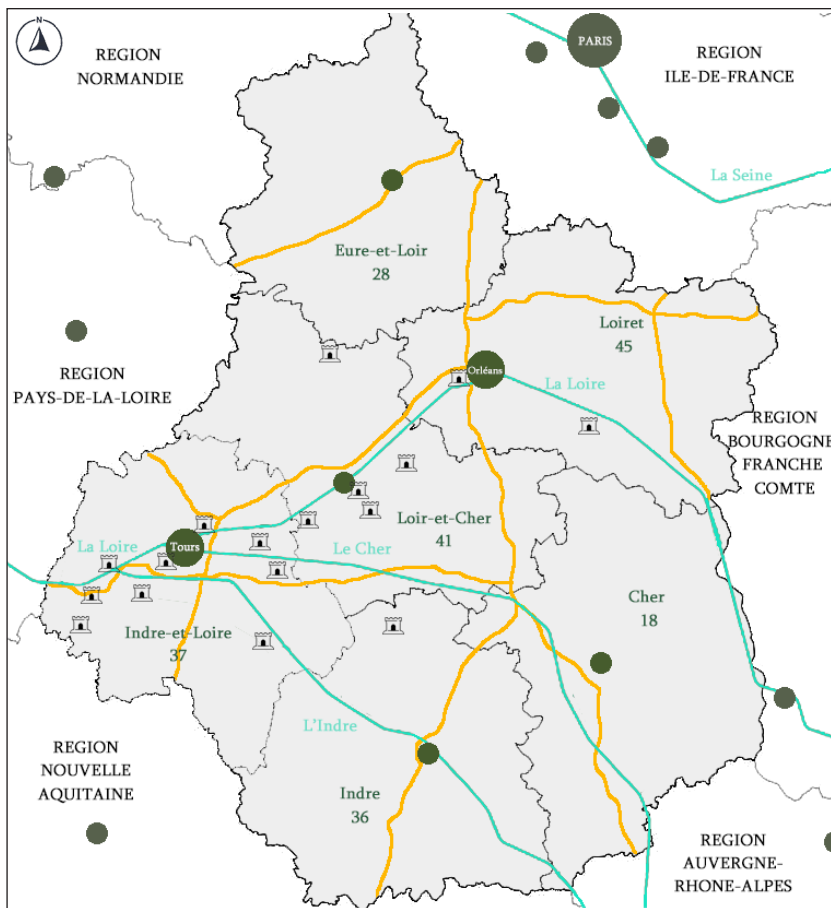 N
PARIS
REGION
NORMANDIE
REGION
ILE-DE-FRANCE
La Seine
Eure-et-Loir
28
Loiret
45
REGION
PAYS-DE-LA-LOIRE
Orléans
La Loire
REGION
BOURGOGNE
FRANCHE
COMTE
Loir-et-Cher
41
La Loire
Tours
Le Cher
Cher
18
Indre-et-Loire
37
L'Indre
REGION
NOUVELLE
AQUITAINE
Indre
36
REGION
AUVERGNE-
RHONE-ALPES